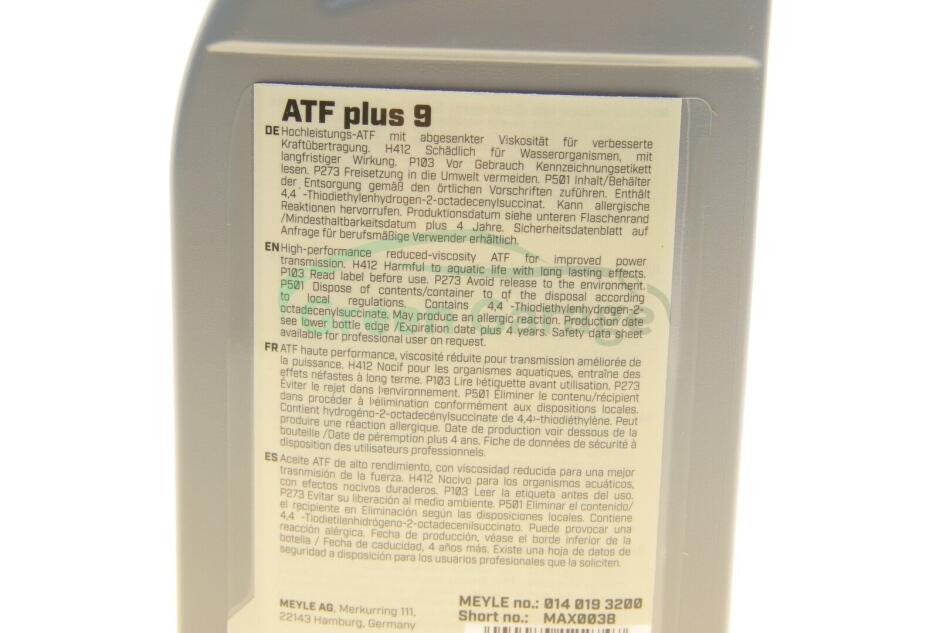 ATF plus 9
DE Hochleistungs-ATF mit abgesenkter Viskosität für verbesserte
Kraftübertragung. H412 Schädlich für Wasserorganismen, mit
langfristiger Wirkung. P103 Vor Gebrauch Kennzeichnungsetikett
lesen. P273 Freisetzung in die Umwelt vermeiden. P501 Inhalt/Behälter
der Entsorgung gemäß den örtlichen Vorschriften zuführen. Enthält
4,4´-Thiodiethylenhydrogen-2-octadecenylsuccinat. Kann allergische
Reaktionen hervorrufen. Produktionsdatum siehe unteren Flaschenrand
/Mindesthaltbarkeitsdatum plus 4 Jahre. Sicherheitsdatenblatt auf
Anfrage für berufsmäßige Verwender erhältlich.
EN High-performance reduced-viscosity ATF for improved power
transmission. H412 Harmful to aquatic life with long lasting effects.
P103 Read label before use. P273 Avoid release to the environment.
P501 Dispose of contents/container to of the disposal according
to local regulations. Contains 4,4´-Thiodiethylenhydrogen-2-
octadecenylsuccinate. May produce an allergic reaction. Production date
see lower bottle edge /Expiration date plus 4 years. Safety data sheet
available for professional user on request.
green garage
FR ATF haute performance, viscosité réduite pour transmission améliorée de
la puissance. H412 Nocif pour les organismes aquatiques, entraîne des
effets néfastes à long terme. P103 Lire l›étiquette avant utilisation. P273
Éviter le rejet dans l›environnement. P501 Éliminer le contenu/récipient
dans procéder à l›élimination conformément aux dispositions locales.
Contient hydrogéno-2-octadecénylsuccinate de 4,4›-thiodiéthylène. Peut
produire une réaction allergique. Date de production voir dessous de la
bouteille /Date de péremption plus 4 ans. Fiche de données de sécurité à
disposition des utilisateurs professionnels.
ES Aceite ATF de alto rendimiento, con viscosidad reducida para una mejor
trasnmisión de la fuerza. H412 Nocivo para los organismos acuáticos,
con efectos nocivos duraderos. P103 Leer la etiqueta antes del uso.
P273 Evitar su liberación al medio ambiente. P501 Eliminar el contenido/
el recipiente en Eliminación según las disposiciones locales. Contiene
4,4´-Tiodietilenhidrógeno-2-octadecenilsuccinato. Puede provocar una
reacción alérgica. Fecha de producción, véase el borde inferior de la
botella / Fecha de caducidad, 4 años más. Existe una hoja de datos de
seguridad a disposición para los usuarios profesionales que la soliciten.
MEYLE AG, Merkurring 111,
22143 Hamburg, Germany
MEYLE no.: 014 019 3200
Short no.: MAX0038